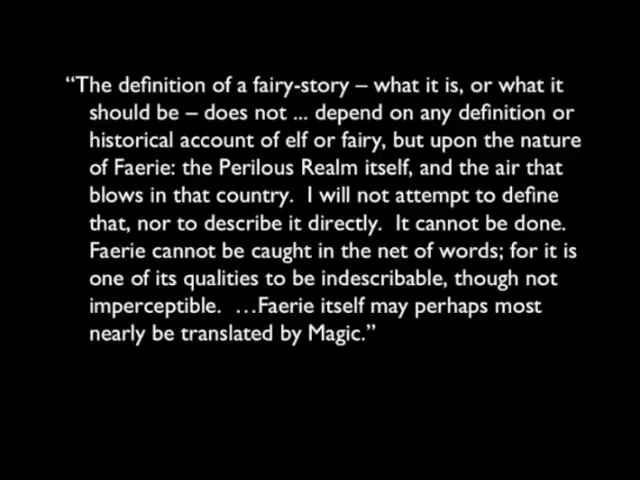 “The definition of a fairy-story – what it is, or what it
should be – does not ... depend on any definition or
historical account of elf or fairy, but upon the nature
of Faerie: the Perilous Realm itself, and the air that
blows in that country.  I will not attempt to define
that, nor to describe it directly.  It cannot be done.
Faerie cannot be caught in the net of words; for it is
one of its qualities to be indescribable, though not
imperceptible.  …Faerie itself may perhaps most
nearly be translated by Magic.”